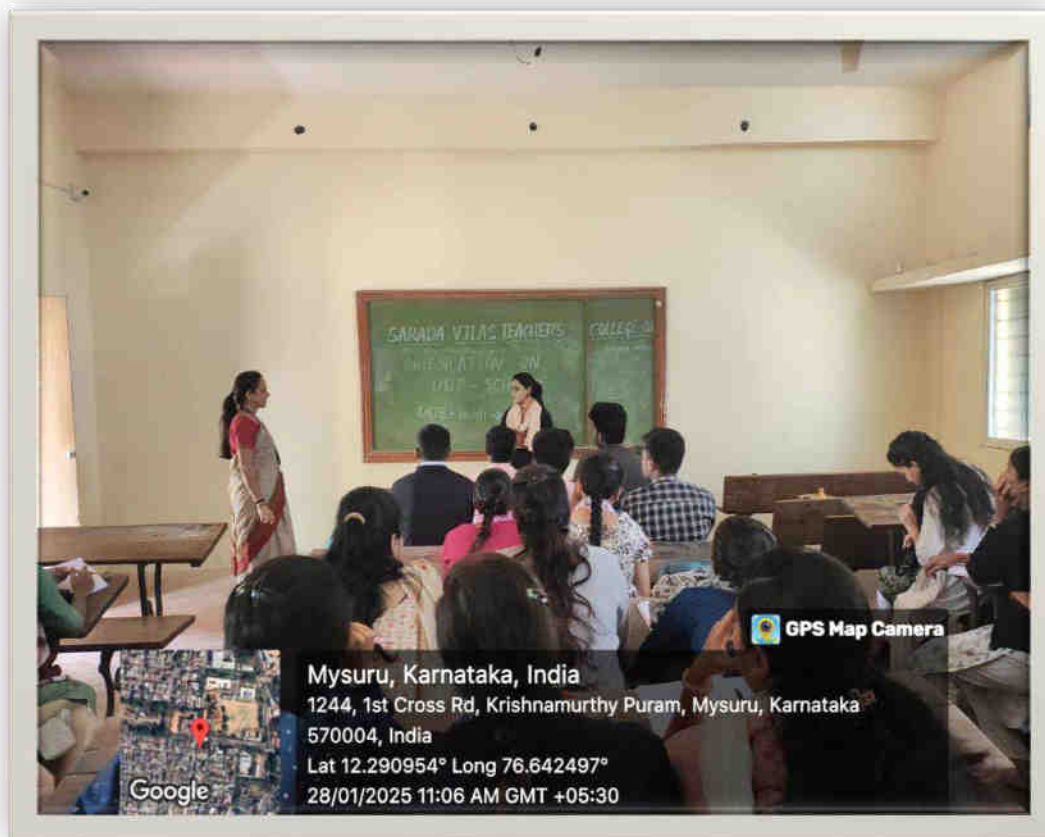 SARADA VILAS TEACHERS COLLEGE
ORIENTATION ON
GPS Map Camera
Mysuru, Karnataka, India
1244, 1st Cross Rd, Krishnamurthy Puram, Mysuru, Karnataka
570004, India
Lat 12.290954° Long 76.642497°
28/01/2025 11:06 AM GMT +05:30
Google